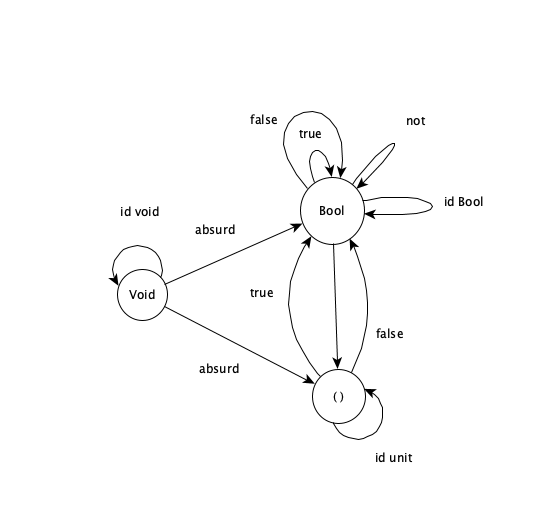 false
true
not
id Bool
Bool
id void
absurd
Void
true
false
absurd
()
id unit